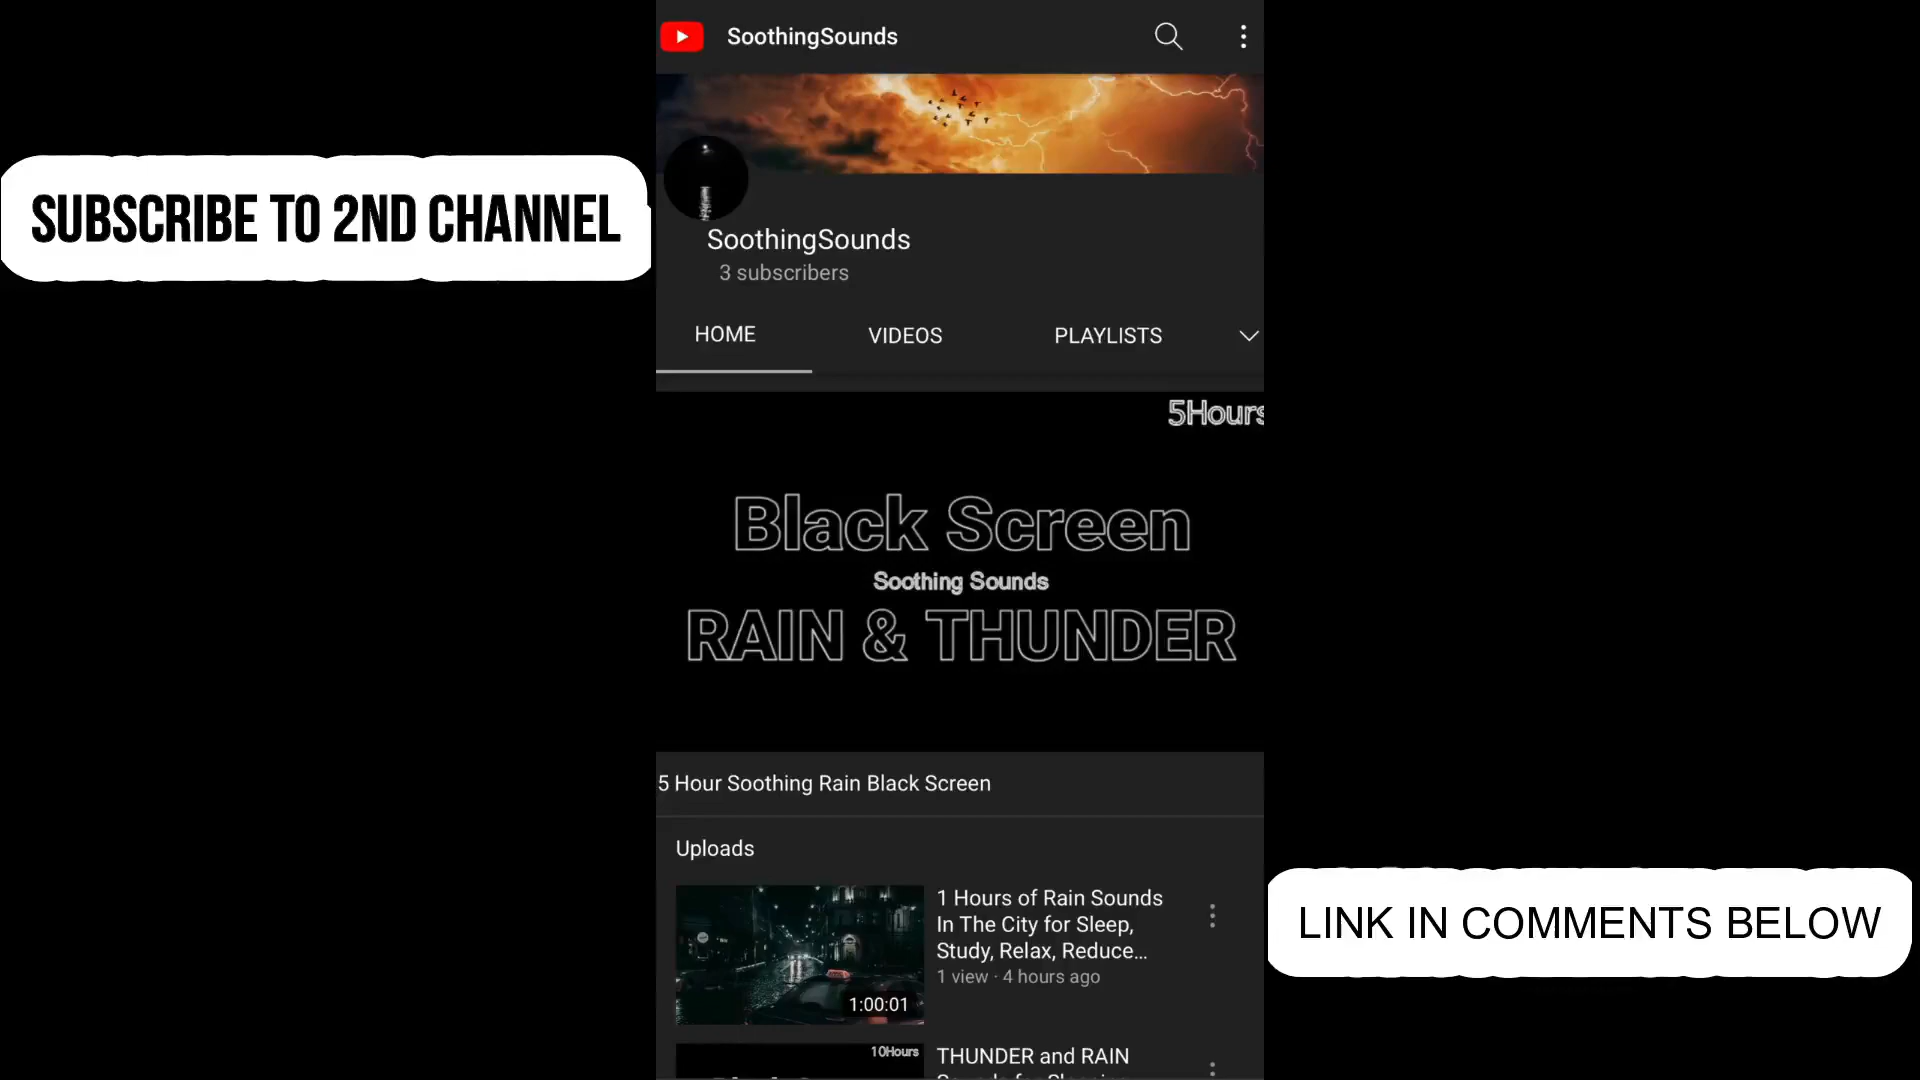 SoothingSounds
SUBSCRIBE TO 2ND CHANNEL
SoothingSounds
3 subscribers
HOME
VIDEOS
PLAYLISTS
5Hours
Black Screen
Soothing Sounds
RAIN & THUNDER
5 Hour Soothing Rain Black Screen
Uploads
1 Hours of Rain Sounds
In The City for Sleep,
Study, Relax, Reduce...
1 view · 4 hours ago
1:00:01
LINK IN COMMENTS BELOW
10Hours
THUNDER and RAIN